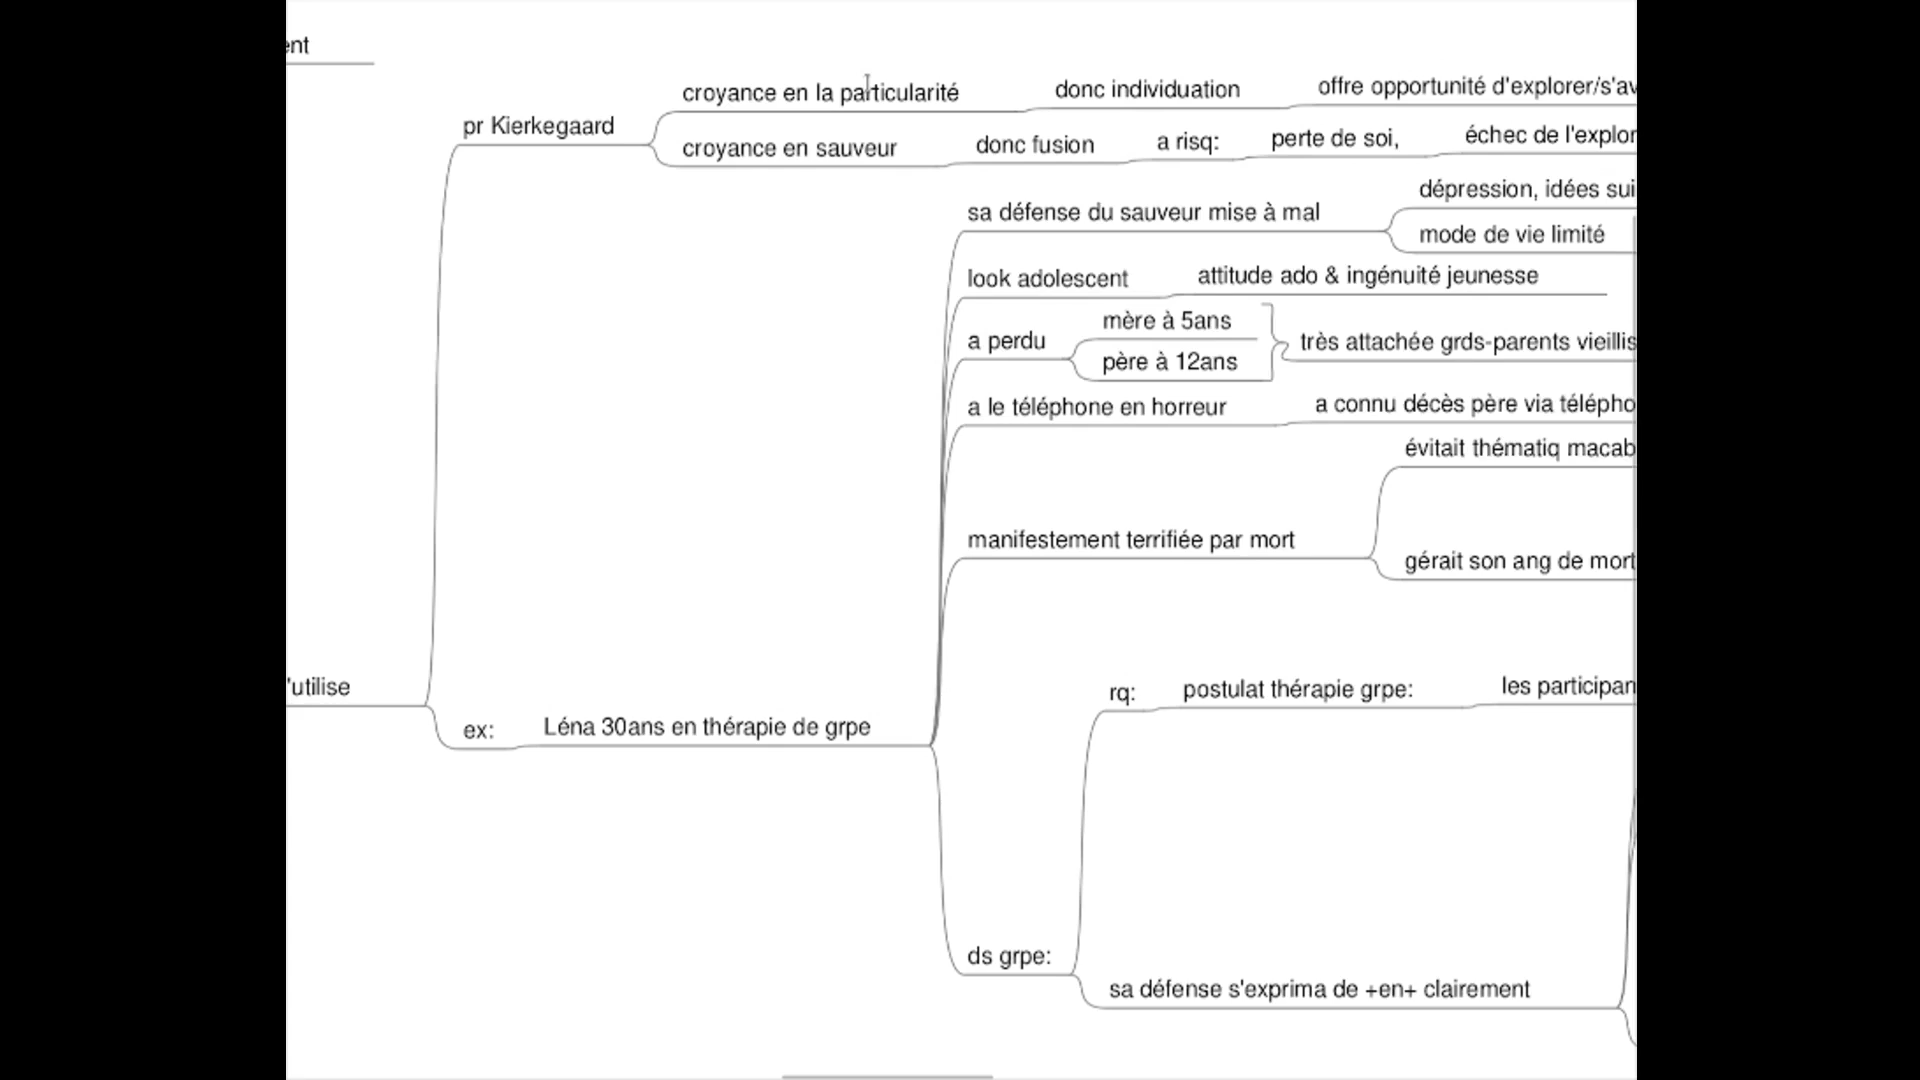 ent
pr Kierkegaard
croyance en la particularité
donc individuation
offre opportunité d'explorer/s'av
croyance en sauveur
donc fusion
a risq:
perte de soi,
échec de l'explor
sa défense du sauveur mise à mal
dépression, idées sui
mode de vie limité
look adolescent
attitude ado & ingénuité jeunesse
a perdu
mère à 5ans
père à 12ans
très attachée grds-parents vieillis
a le téléphone en horreur
a connu décès père via télépho
manifestement terrifiée par mort
évitait thématiq macab
gérait son ang de mort
'utilise
ex:
Léna 30ans en thérapie de grpe
ds grpe:
rq:
postulat thérapie grpe:
les participan
sa défense s'exprima de +en+ clairement